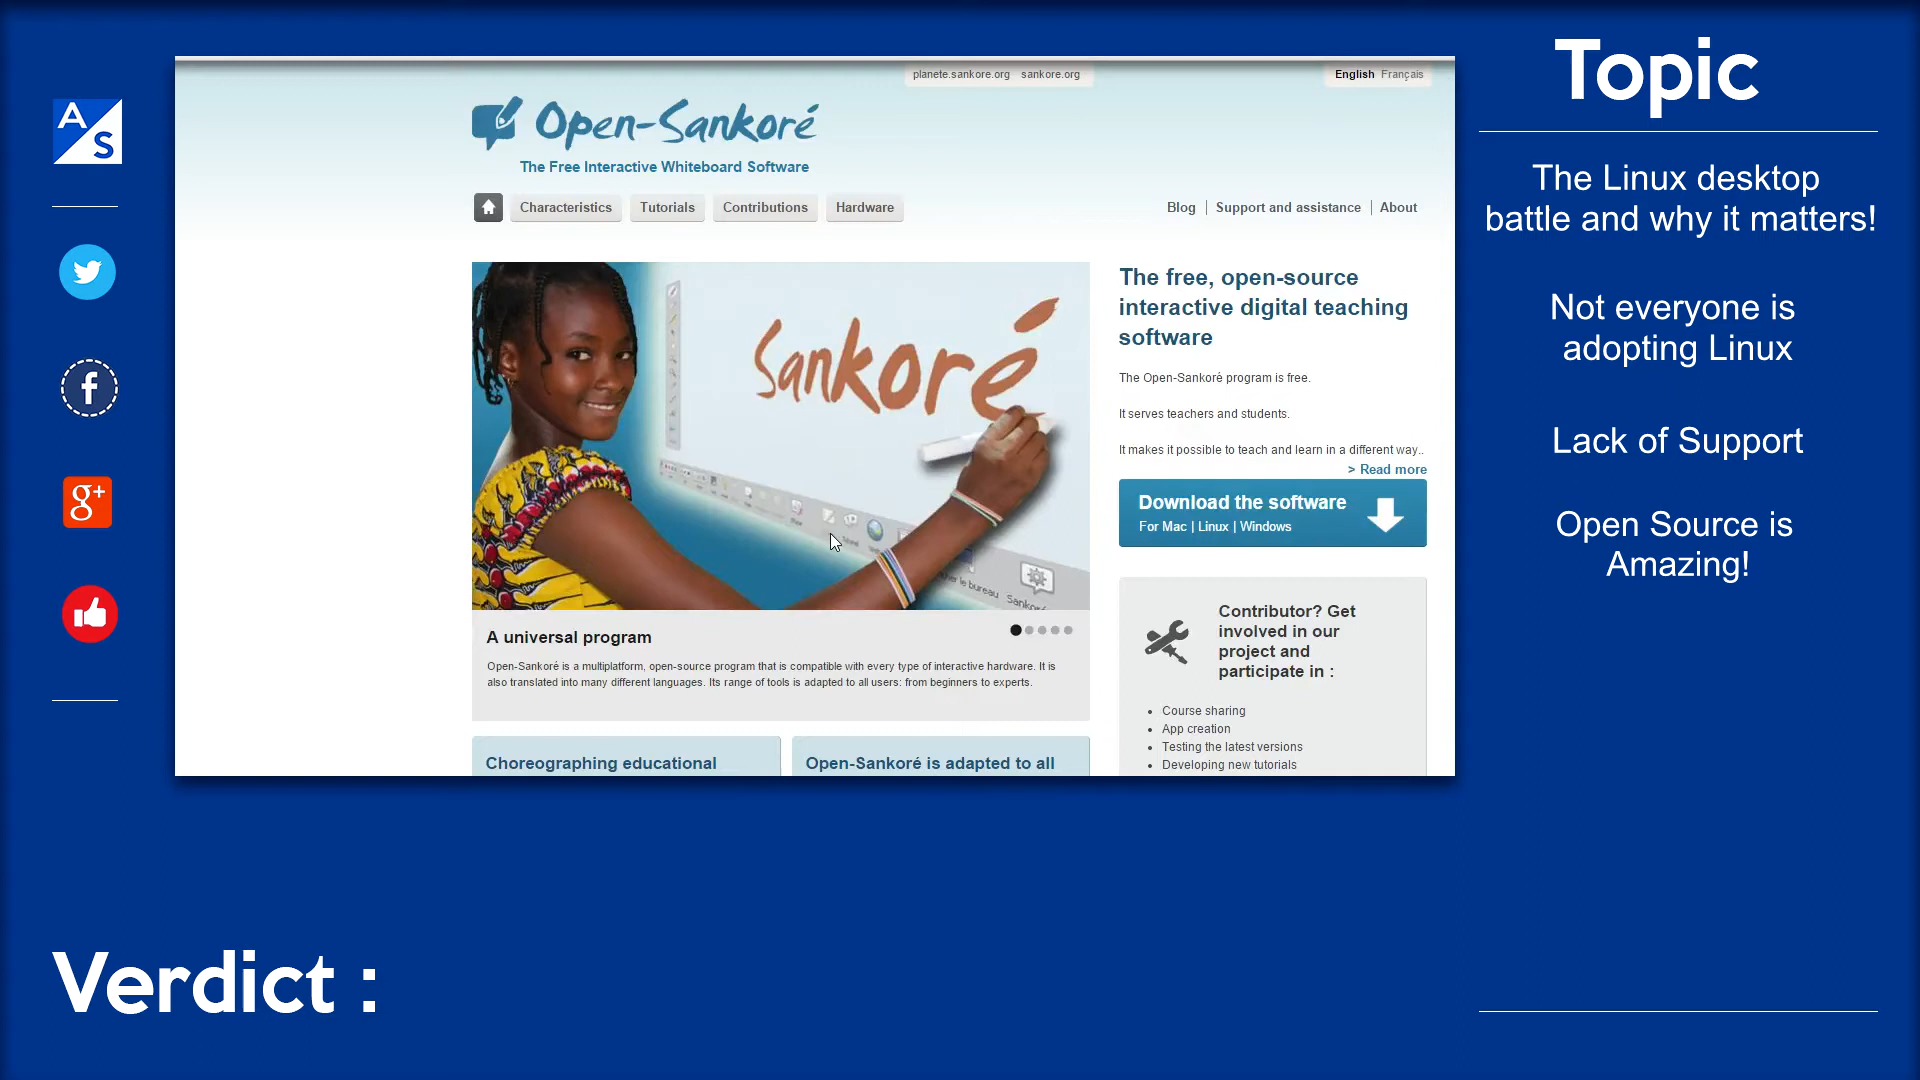 Topic
The Linux desktop
battle and why it matters!
Not everyone is
adopting Linux
Lack of Support
Open Source is
Amazing!
A
S
f
g+
planete.sankore.org sankore.org
English Français
Open-Sankoré
The Free Interactive Whiteboard Software
Characteristics Tutorials Contributions Hardware
Blog | Support and assistance | About
Sankoré
The free, open-source
interactive digital teaching
software
The Open-Sankoré program is free.
It serves teachers and students.
It makes it possible to teach and learn in a different way..
> Read more
Download the software
For Mac | Linux | Windows
A universal program
Open-Sankoré is a multiplatform, open-source program that is compatible with every type of interactive hardware. It is
also translated into many different languages. Its range of tools is adapted to all users: from beginners to experts.
Contributor? Get
involved in our
project and
participate in :
• Course sharing
• App creation
• Testing the latest versions
• Developing new tutorials
Choreographing educational
Open-Sankoré is adapted to all
Verdict :